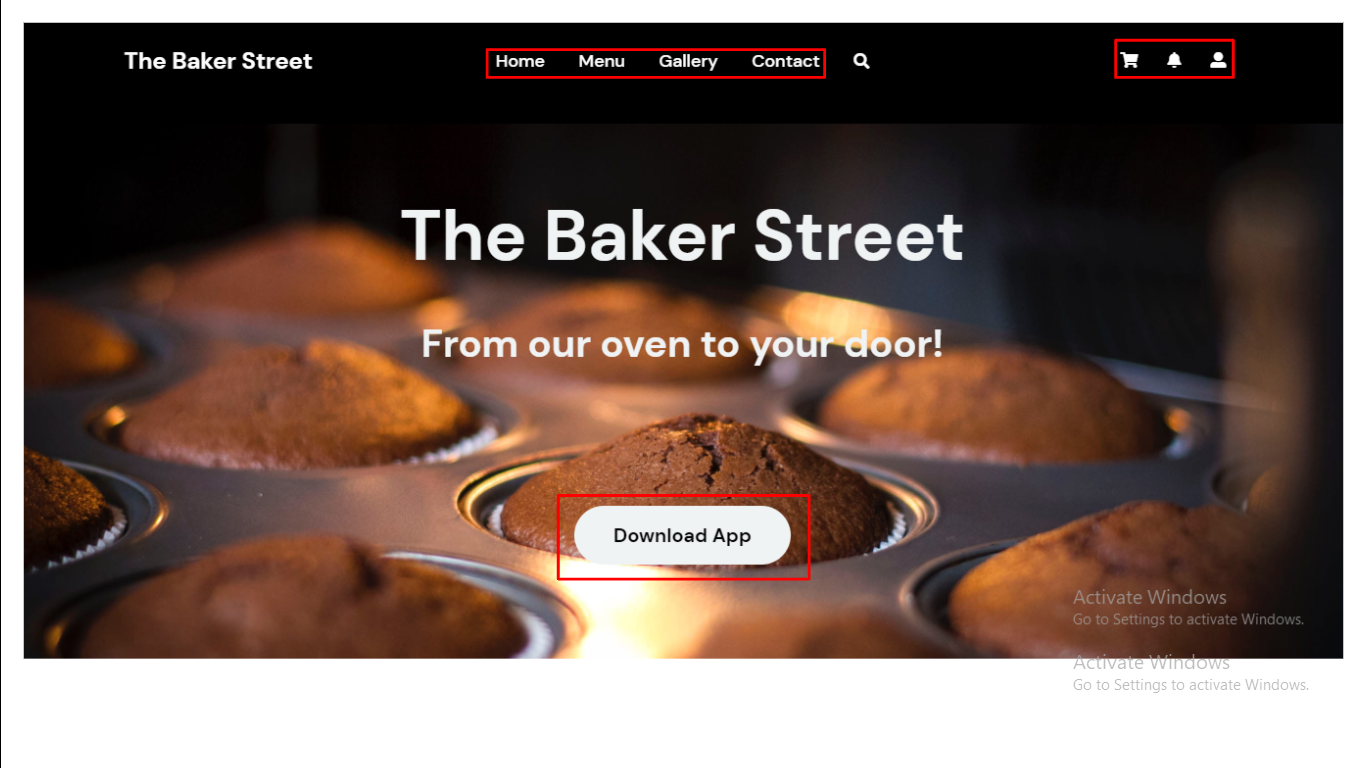 The Baker Street Home Menu Gallery Contact
The Baker Street
From our oven to your door!
Download App
Activate Windows
Go to Settings to activate Windows.
Activate Windows
Go to Settings to activate Windows.